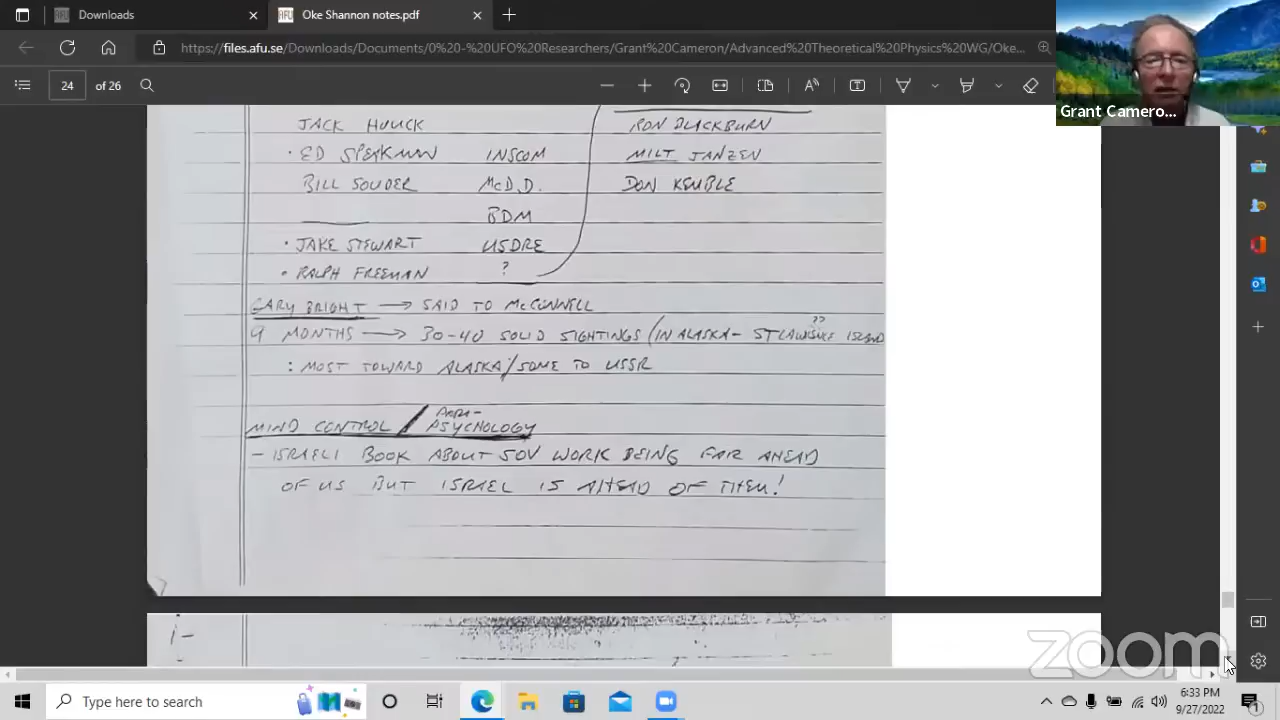 Downloads
Oke Shannon notes.pdf
https://files.afu.se/Downloads/Documents/0%20-%20UFO%20Researchers/Grant%20Cameron/Advanced%20Theoretical%20Physics%20WG/Oke...
24 of 26
Grant Camero...
JACK HOUCK
RON BLACKBURN
· ED SPEAKMAN INSCOM
MILT JANZEN
BILL SOUDER McD.D.
DON KEUBLE
BDM
· JAKE STEWART USDRE
· RALPH FREEMAN ?
GARY BRIGHT → SAID TO McCONNELL
9 MONTHS → 30-40 SOLID SIGHTINGS (IN ALASKA - ST ISLAND
??
: MOST TOWARD ALASKA/SOME TO USSR
MIND CONTROL / PARA-
PSYCHOLOGY
- ISRAELI BOOK ABOUT SOV WORK BEING FAR AHEAD
OF US BUT ISRAEL IS AHEAD OF THEM!
zoom
Type here to search
6:33 PM
9/27/2022